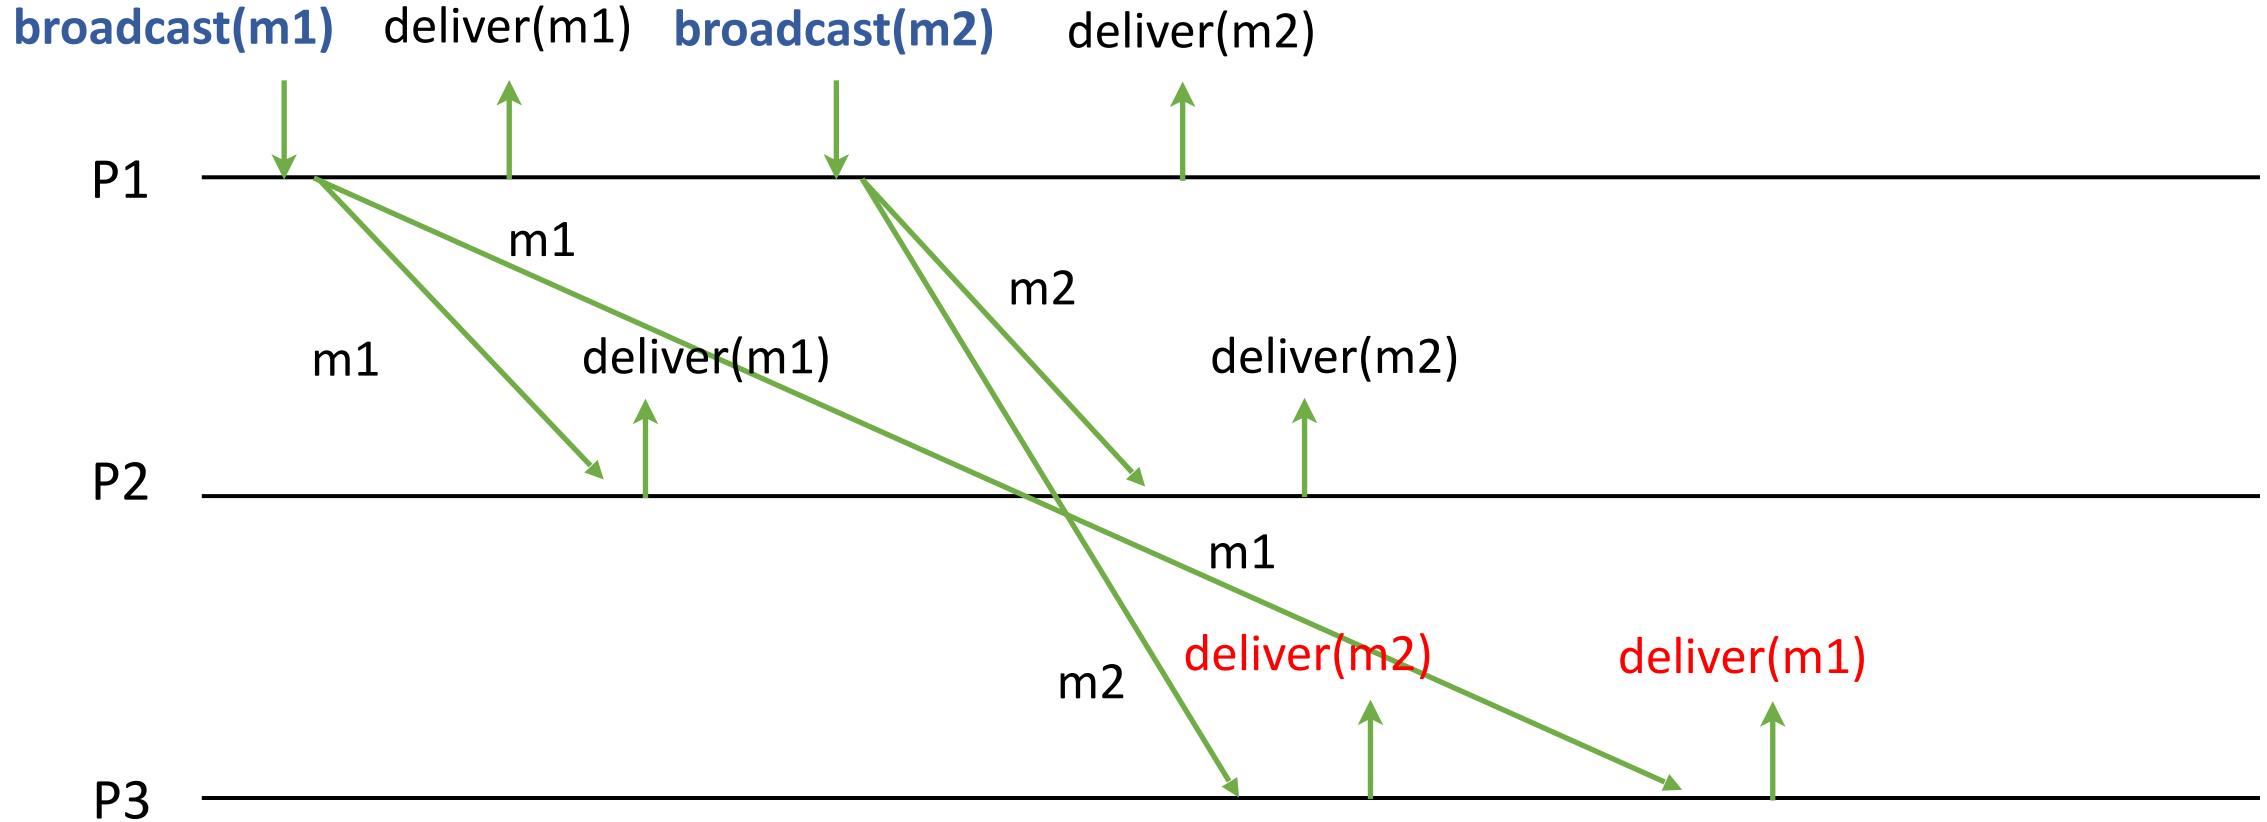 broadcast(m1)
deliver(m1)
broadcast(m2)
deliver(m2)
P1
m1
m2
m1
deliver(m1)
deliver(m2)
P2
m1
deliver(m2)
deliver(m1)
m2
P3